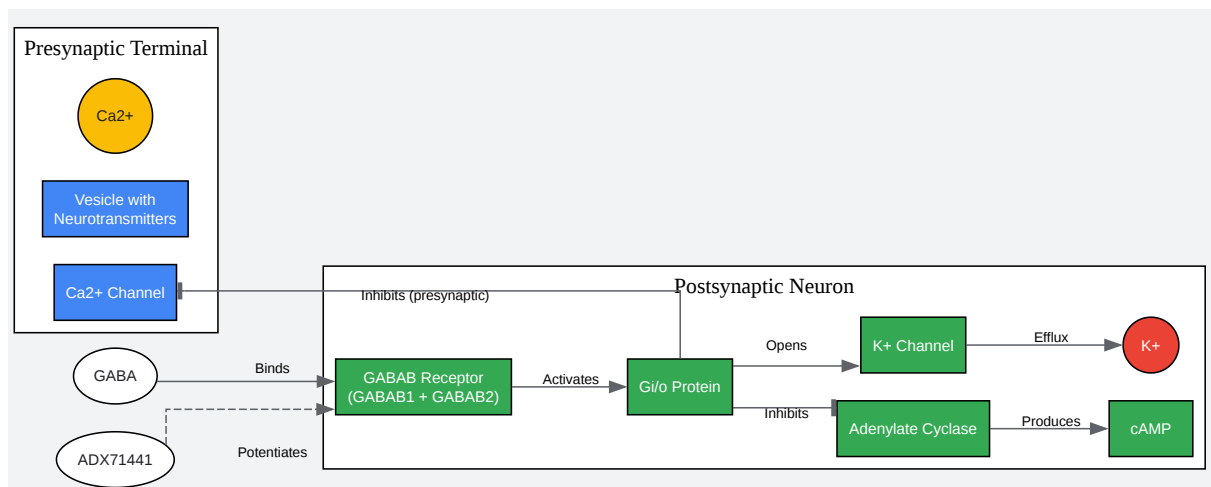 Presynaptic Terminal
Ca2+
Vesicle with
Neurotransmitters
Ca2+ Channel
Postsynaptic Neuron
Inhibits (presynaptic)
GABA
Binds
GABAB Receptor
(GABAB1 + GABAB2)
Activates
Gi/o Protein
Opens
K+ Channel
Efflux
K+
Inhibits
Adenylate Cyclase
Produces
cAMP
ADX71441
Potentiates